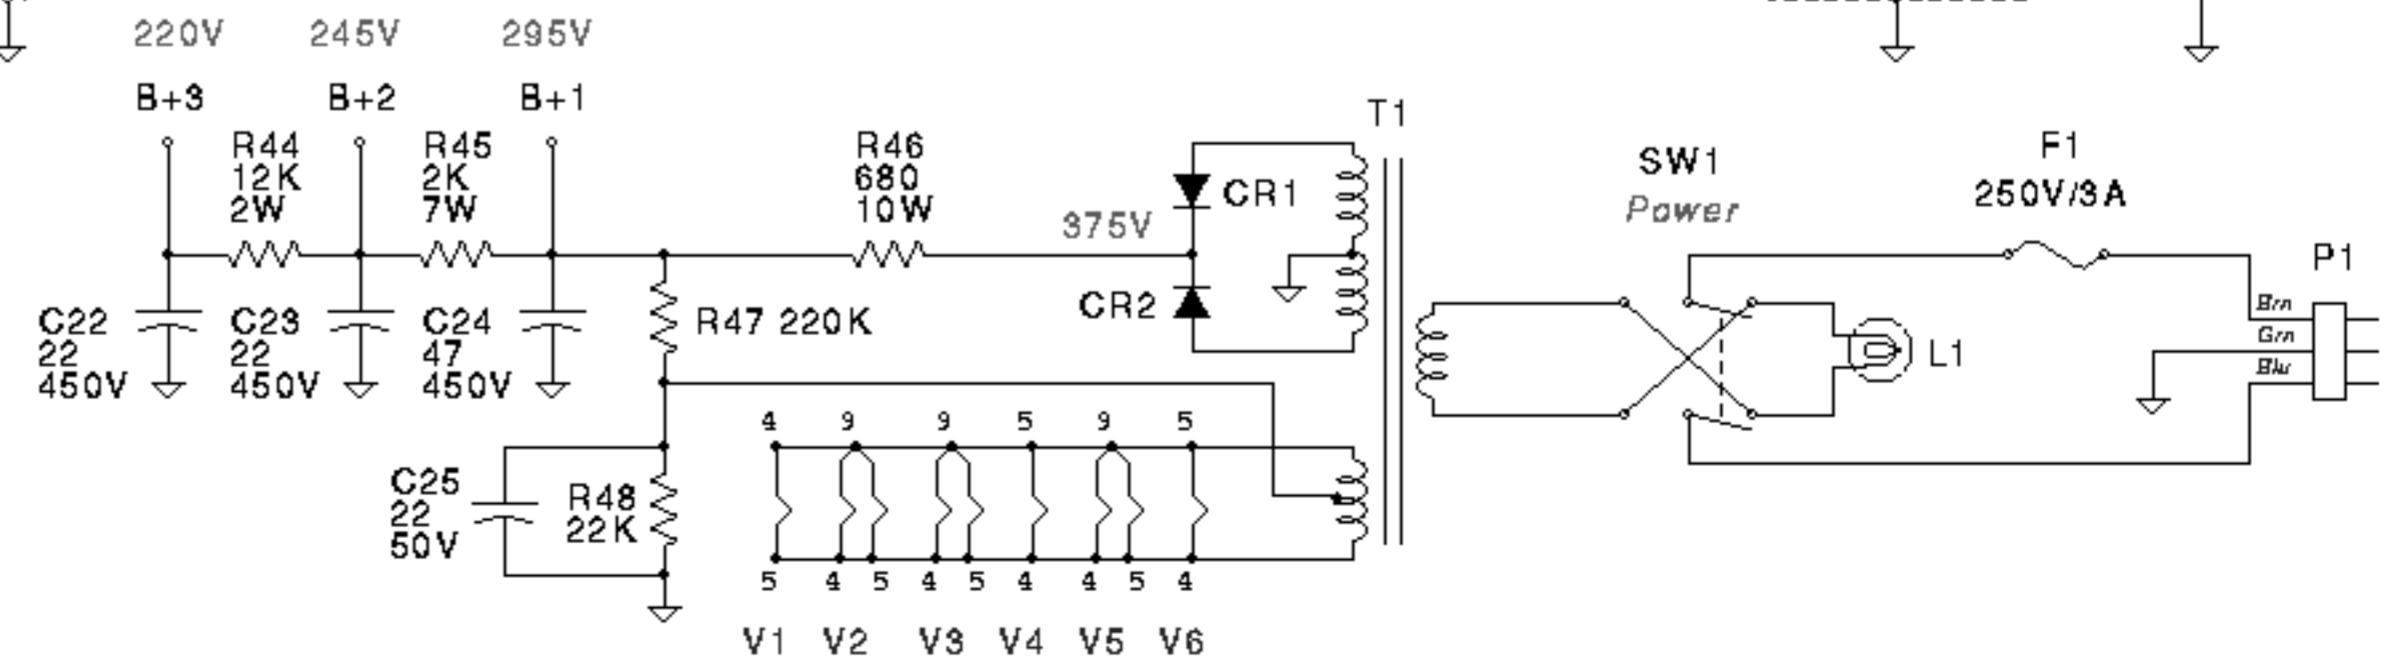 220V 245V 295V
B+3 B+2 B+1
T1
R44
12K
2W
R45
2K
7W
R46
680
10W
375V
CR1
CR2
SW1
Power
F1
250V/3A
P1
Brn
Grn
Blu
L1
C22
22
450V
C23
22
450V
C24
47
450V
R47 220K
C25
22
50V
R48
22K
4 9 9 5 9 5
5 4 5 4 5 4 4 5 4
V1 V2 V3 V4 V5 V6